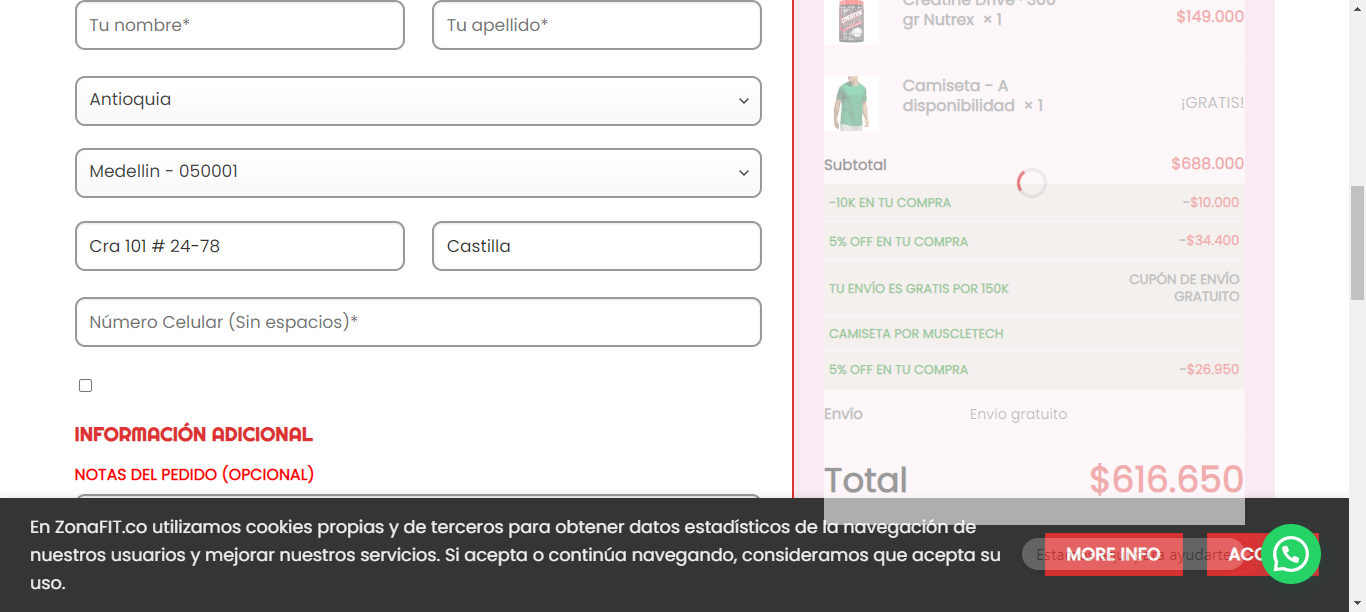 Tu nombre*
Tu apellido*
Antioquia
Medellin - 050001
Cra 101 # 24-78
Castilla
Número Celular (Sin espacios)*
INFORMACIÓN ADICIONAL
NOTAS DEL PEDIDO (OPCIONAL)
Creatine Drive · 300
gr Nutrex × 1
$149.000
Camiseta - A
disponibilidad × 1
¡GRATIS!
Subtotal
$688.000
-10K EN TU COMPRA
-$10.000
5% OFF EN TU COMPRA
-$34.400
TU ENVÍO ES GRATIS POR 150K
CUPÓN DE ENVÍO
GRATUITO
CAMISETA POR MUSCLETECH
5% OFF EN TU COMPRA
-$26.950
Envío
Envio gratuito
Total
$616.650
En ZonaFIT.co utilizamos cookies propias y de terceros para obtener datos estadísticos de la navegación de
nuestros usuarios y mejorar nuestros servicios. Si acepta o continúa navegando, consideramos que acepta su
uso.
MORE INFO